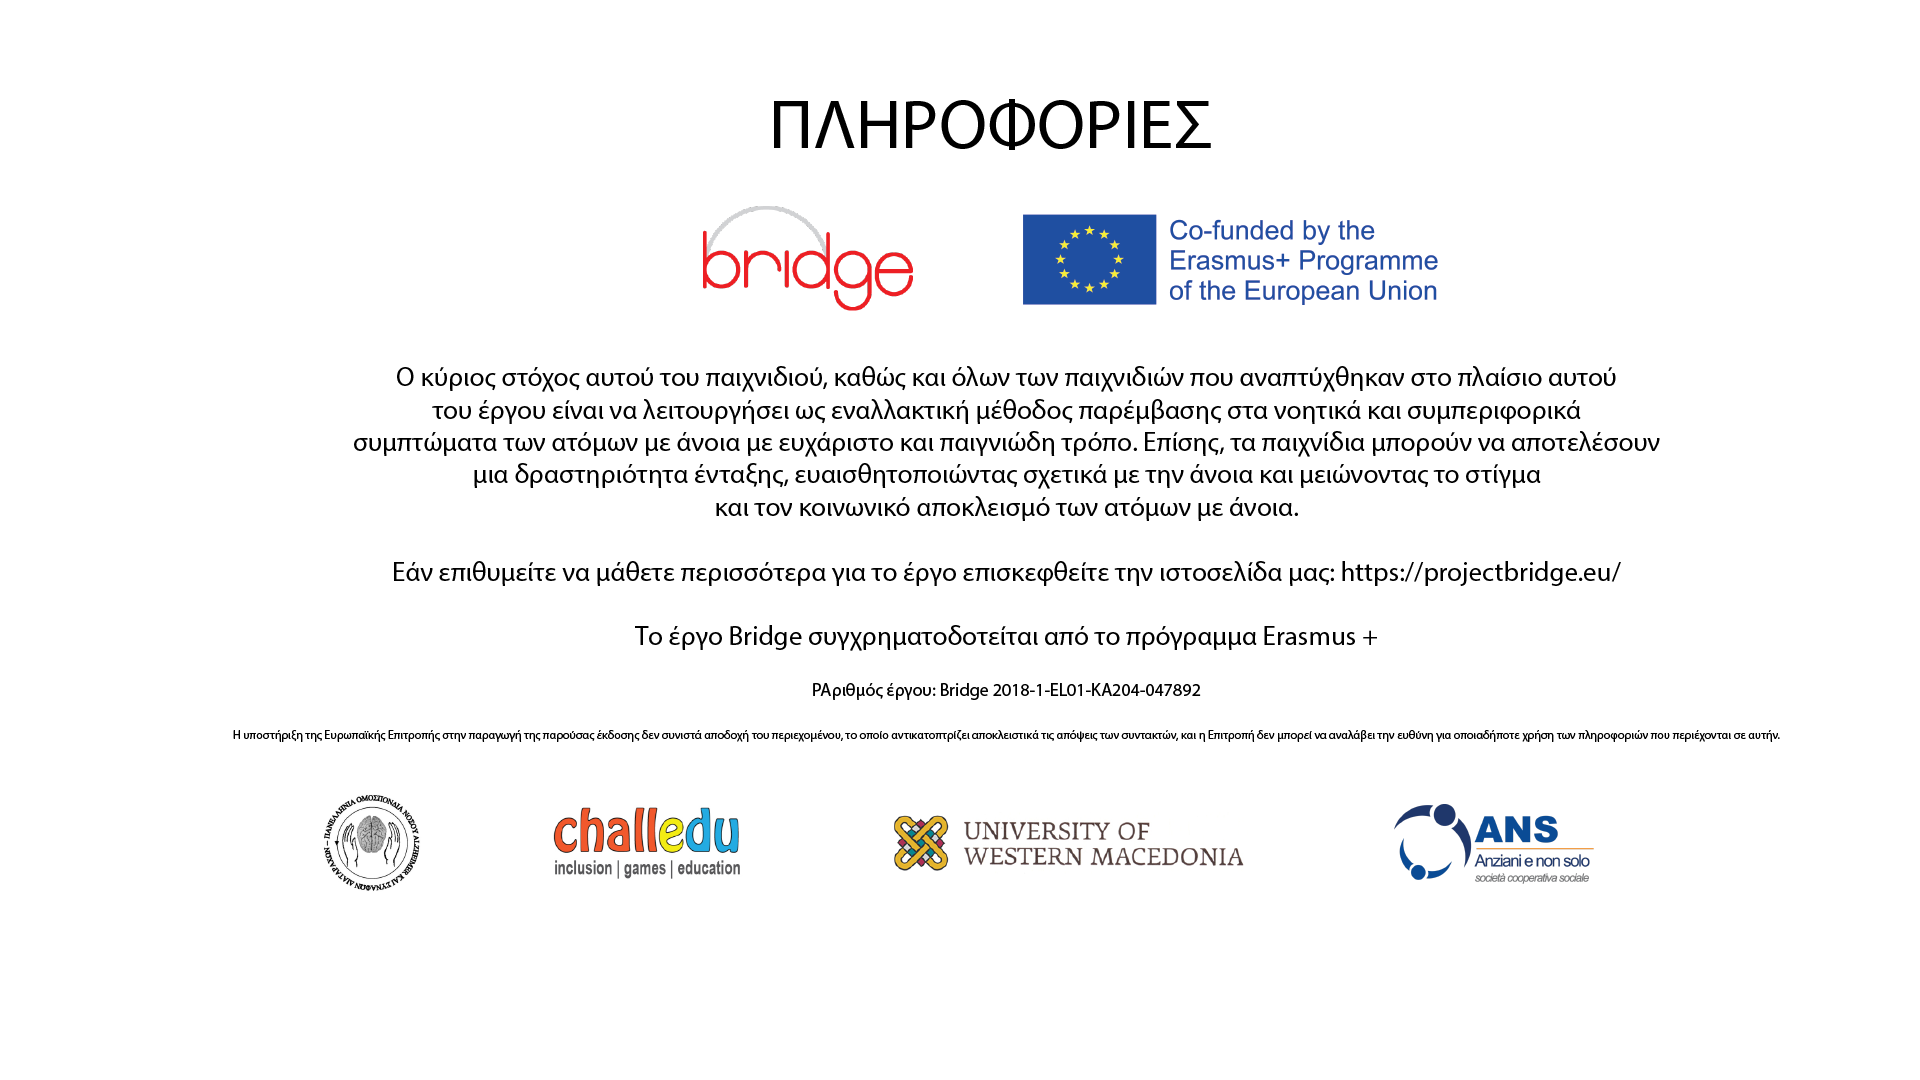 ΠΛΗΡΟΦΟΡΙΕΣ
bridge
Co-funded by the
Erasmus+ Programme
of the European Union
Ο κύριος στόχος αυτού του παιχνιδιού, καθώς και όλων των παιχνιδιών που αναπτύχθηκαν στο πλαίσιο αυτού
του έργου είναι να λειτουργήσει ως εναλλακτική μέθοδος παρέμβασης στα νοητικά και συμπεριφορικά
συμπτώματα των ατόμων με άνοια με ευχάριστο και παιγνιώδη τρόπο. Επίσης, τα παιχνίδια μπορούν να αποτελέσουν
μια δραστηριότητα ένταξης, ευαισθητοποιώντας σχετικά με την άνοια και μειώνοντας το στίγμα
και τον κοινωνικό αποκλεισμό των ατόμων με άνοια.
Εάν επιθυμείτε να μάθετε περισσότερα για το έργο επισκεφθείτε την ιστοσελίδα μας: https://projectbridge.eu/
Το έργο Bridge συγχρηματοδοτείται από το πρόγραμμα Erasmus +
PΑριθμός έργου: Bridge 2018-1-EL01-KA204-047892
Η υποστήριξη της Ευρωπαϊκής Επιτροπής στην παραγωγή της παρούσας έκδοσης δεν συνιστά αποδοχή του περιεχομένου, το οποίο αντικατοπτρίζει αποκλειστικά τις απόψεις των συντακτών, και η Επιτροπή δεν μπορεί να αναλάβει την ευθύνη για οποιαδήποτε χρήση των πληροφοριών που περιέχονται σε αυτήν.
ΠΑΝΕΛΛΗΝΙΑ ΟΜΟΣΠΟΝΔΙΑ ΝΟΣΟΥ ALZHEIMER ΚΑΙ ΣΥΝΑΦΩΝ ΔΙΑΤΑΡΑΧΩΝ –
challedu
inclusion | games | education
UNIVERSITY OF
WESTERN MACEDONIA
ANS
Anziani e non solo
società cooperativa sociale